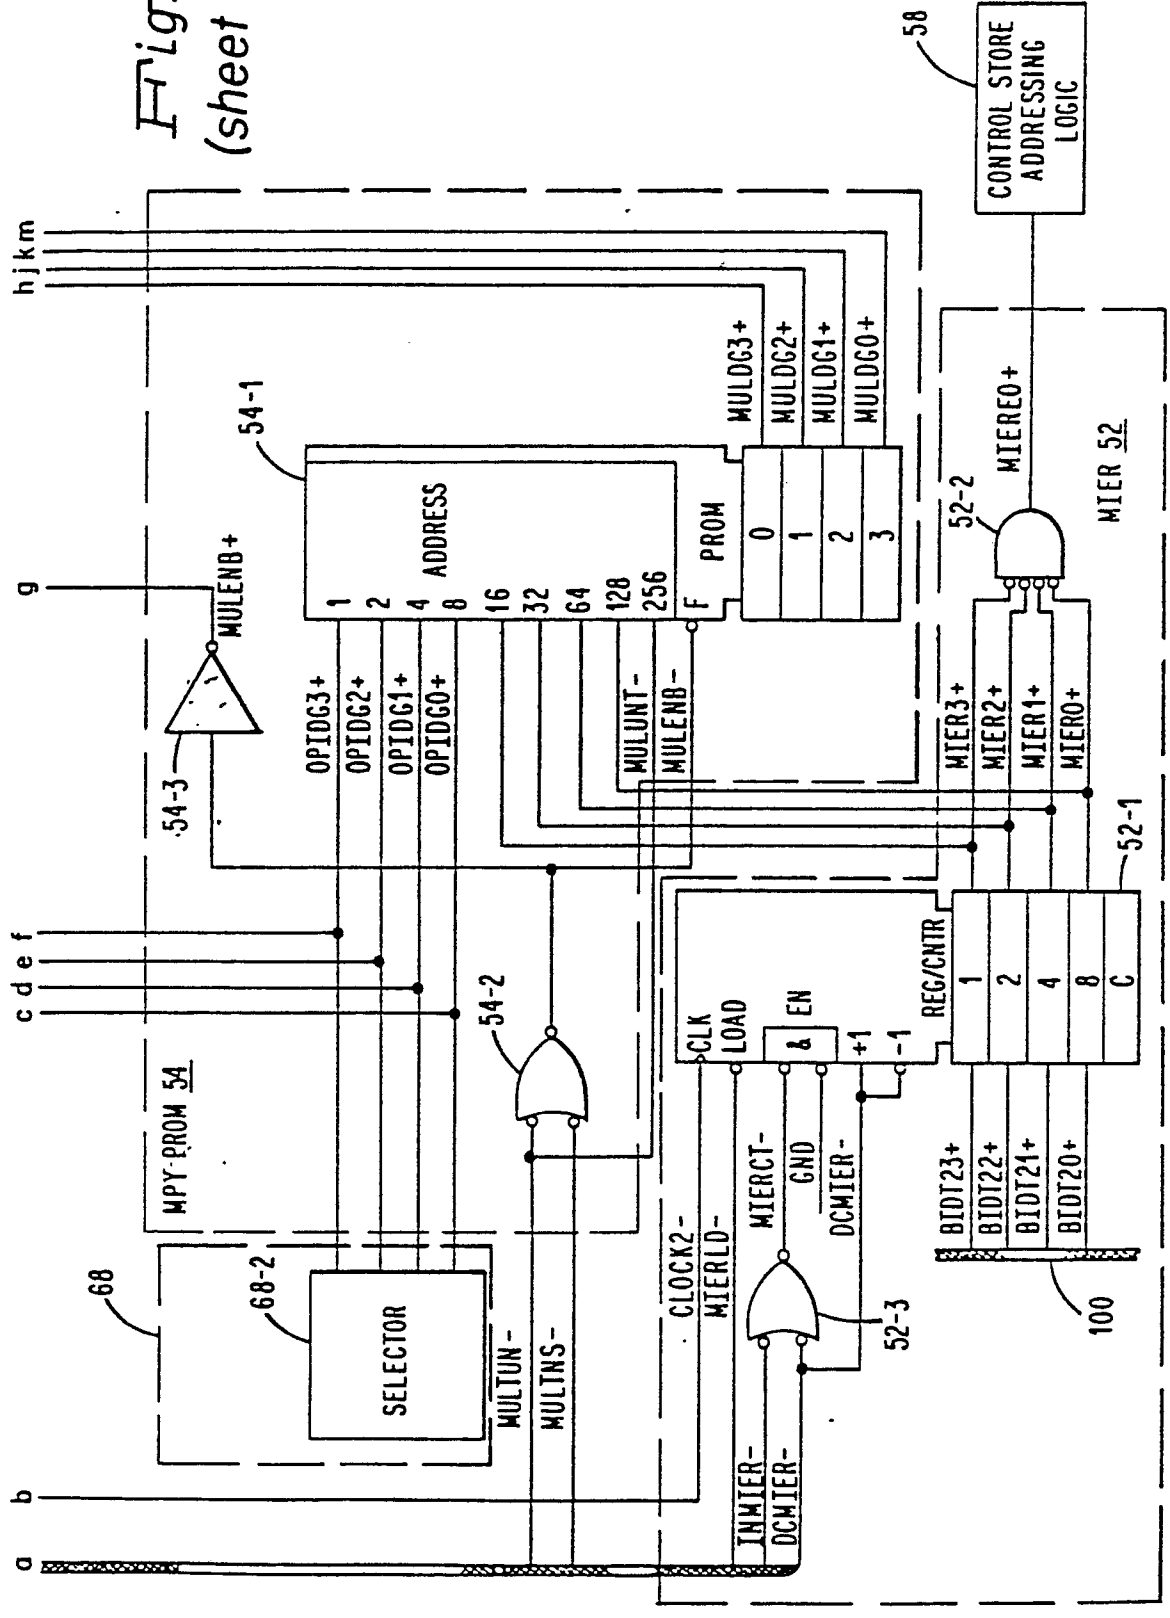 Fig.
(sheet
a
b
c d e f
g
h j k m
68
68-2
SELECTOR
MPY-PROM 54
54-3
MULENB+
OPIDG3+
OPIDG2+
OPIDG1+
OPIDG0+
54-1
ADDRESS
1
2
4
8
16
32
64
128
256
F
PROM
0
1
2
3
MULDG3+
MULDG2+
MULDG1+
MULDG0+
MULTUN-
MULTNS-
54-2
MULUNT-
MULENB-
CLOCK2-
MIERLD-
INMIER-
DCMIER-
52-3
MIERCT-
GND
DCMIER-
CLK
LOAD
& EN
+1
-1
REG/CNTR
1
2
4
8
C
52-1
BIDT23+
BIDT22+
BIDT21+
BIDT20+
100
MIER3+
MIER2+
MIER1+
MIER0+
52-2
MIERE0+
MIER 52
58
CONTROL STORE
ADDRESSING
LOGIC